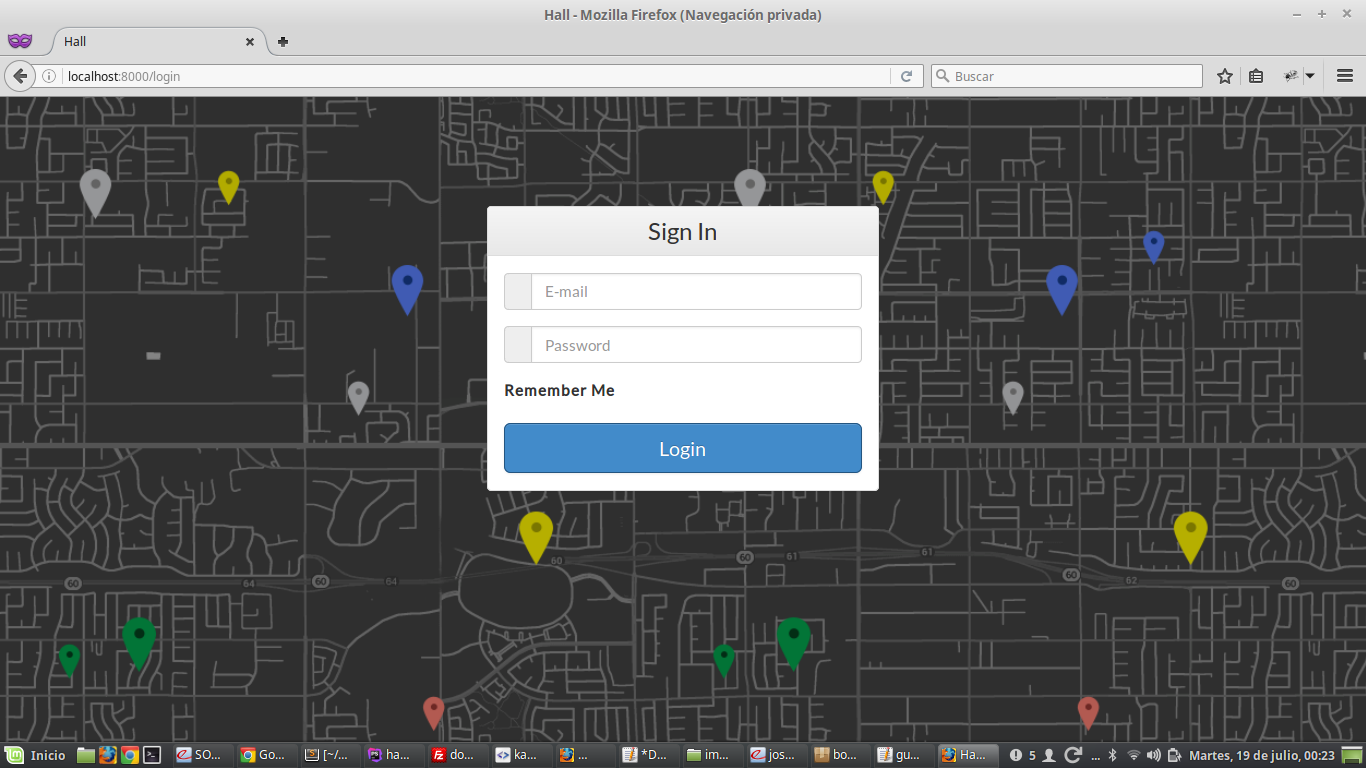 Hall - Mozilla Firefox (Navegación privada)
Hall
localhost:8000/login
Buscar
Sign In
E-mail
Password
Remember Me
Login
60
61
61
60
64
60
64
60
62
60
Inicio
SO...
Go...
[~/...
ha...
do...
ka...
...
*D...
im...
jos...
bo...
gu...
Ha...
5
...
Martes, 19 de julio, 00:23